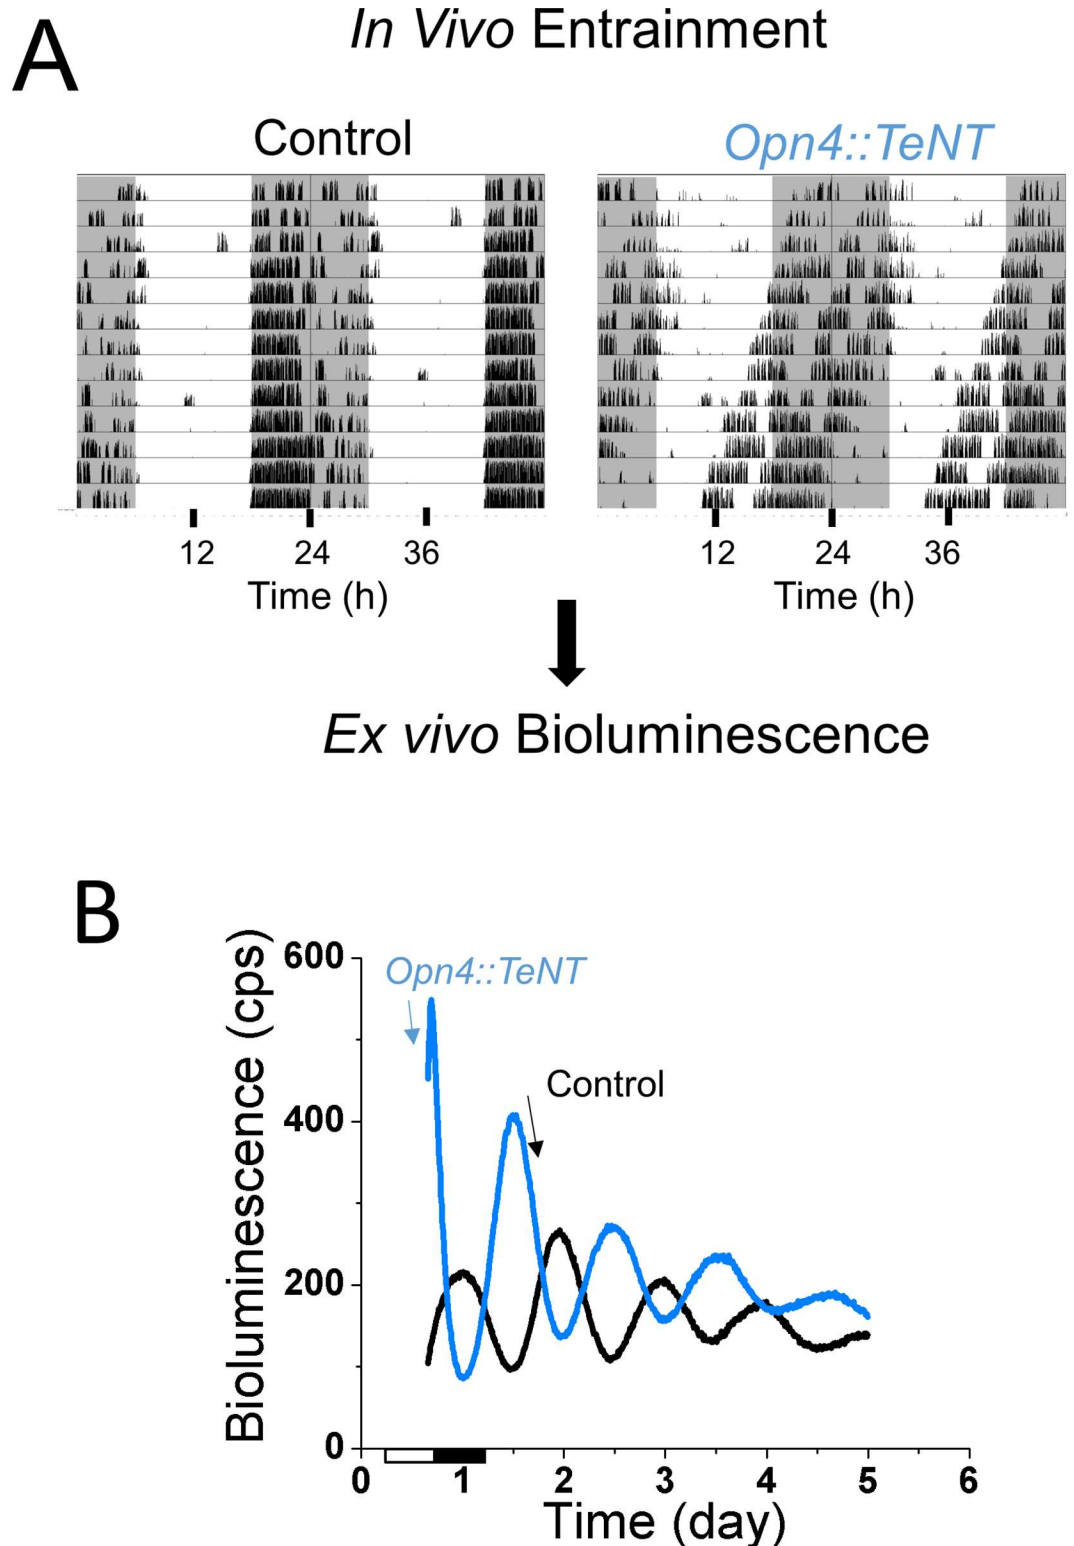 A
In Vivo Entrainment
Control
Opn4::TeNT
12 24 36
Time (h)
12 24 36
Time (h)
Ex vivo Bioluminescence
B
Bioluminescence (cps)
600
400
200
0
Opn4::TeNT
Control
0 1 2 3 4 5 6
Time (day)